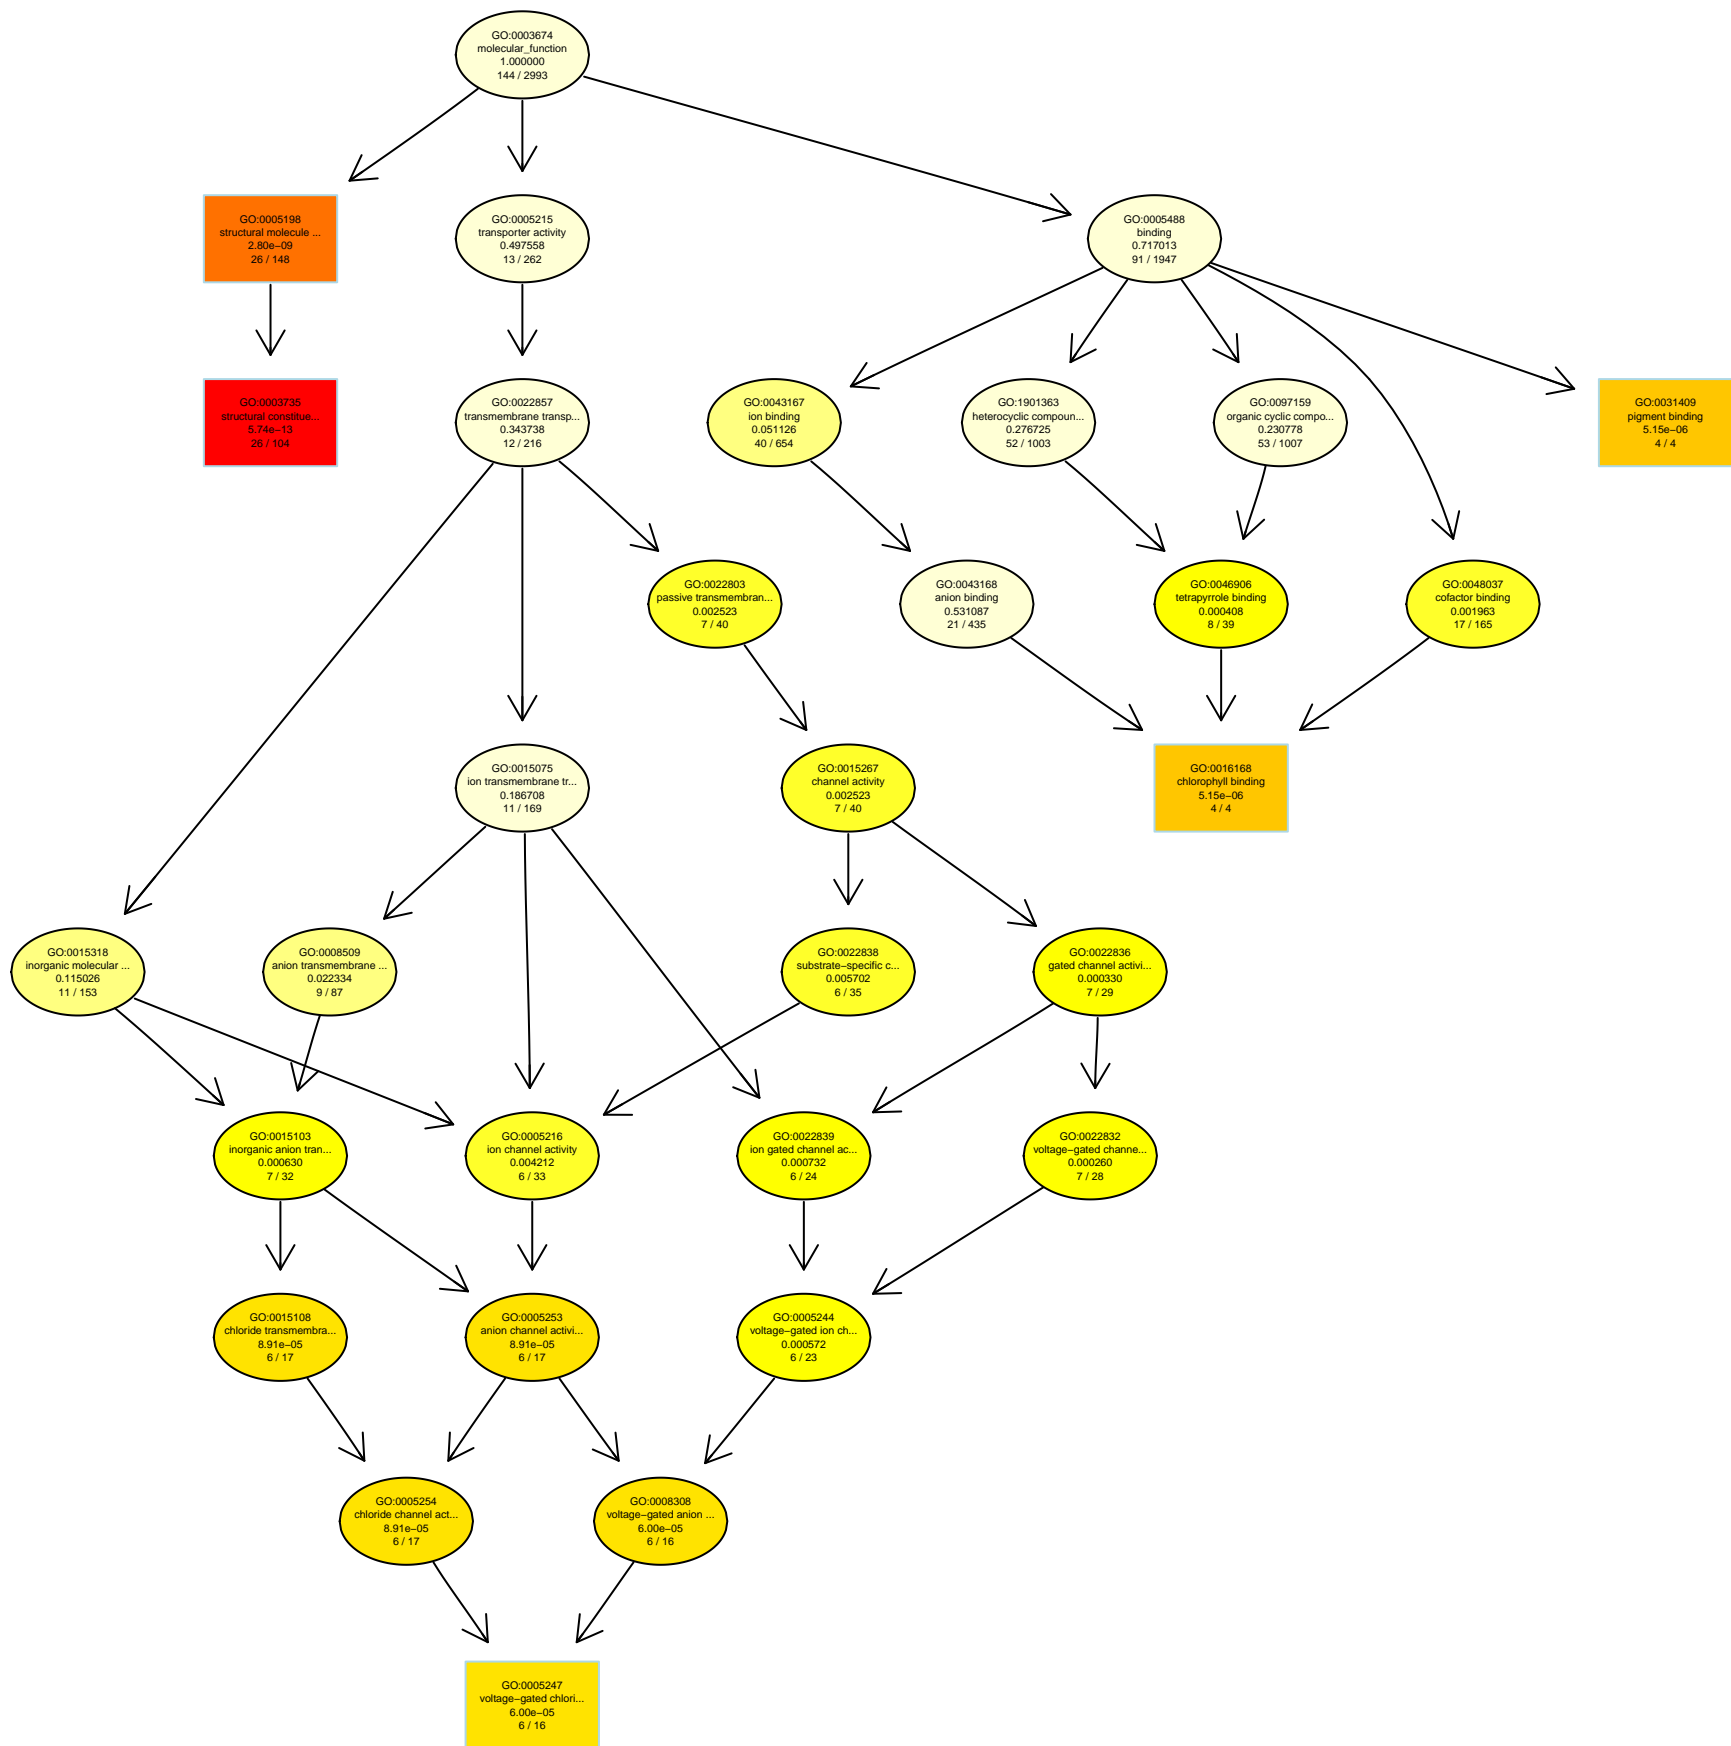 GO:0003674
molecular_function
1.000000
144 / 2993
GO:0005198
structural molecule ...
2.80e−09
26 / 148
GO:0005215
transporter activity
0.497558
13 / 262
GO:0005488
binding
0.717013
91 / 1947
GO:0003735
structural constitue...
5.74e−13
26 / 104
GO:0022857
transmembrane transp...
0.343738
12 / 216
GO:0043167
ion binding
0.051126
40 / 654
GO:1901363
heterocyclic compoun...
0.276725
52 / 1003
GO:0097159
organic cyclic compo...
0.230778
53 / 1007
GO:0031409
pigment binding
5.15e−06
4 / 4
GO:0022803
passive transmembran...
0.002523
7 / 40
GO:0043168
anion binding
0.531087
21 / 435
GO:0046906
tetrapyrrole binding
0.000408
8 / 39
GO:0048037
cofactor binding
0.001963
17 / 165
GO:0015075
ion transmembrane tr...
0.186708
11 / 169
GO:0015267
channel activity
0.002523
7 / 40
GO:0016168
chlorophyll binding
5.15e−06
4 / 4
GO:0015318
inorganic molecular ...
0.115026
11 / 153
GO:0008509
anion transmembrane ...
0.022334
9 / 87
GO:0022838
substrate−specific c...
0.005702
6 / 35
GO:0022836
gated channel activi...
0.000330
7 / 29
GO:0015103
inorganic anion tran...
0.000630
7 / 32
GO:0005216
ion channel activity
0.004212
6 / 33
GO:0022839
ion gated channel ac...
0.000732
6 / 24
GO:0022832
voltage−gated channe...
0.000260
7 / 28
GO:0015108
chloride transmembra...
8.91e−05
6 / 17
GO:0005253
anion channel activi...
8.91e−05
6 / 17
GO:0005244
voltage−gated ion ch...
0.000572
6 / 23
GO:0005254
chloride channel act...
8.91e−05
6 / 17
GO:0008308
voltage−gated anion ...
6.00e−05
6 / 16
GO:0005247
voltage−gated chlori...
6.00e−05
6 / 16